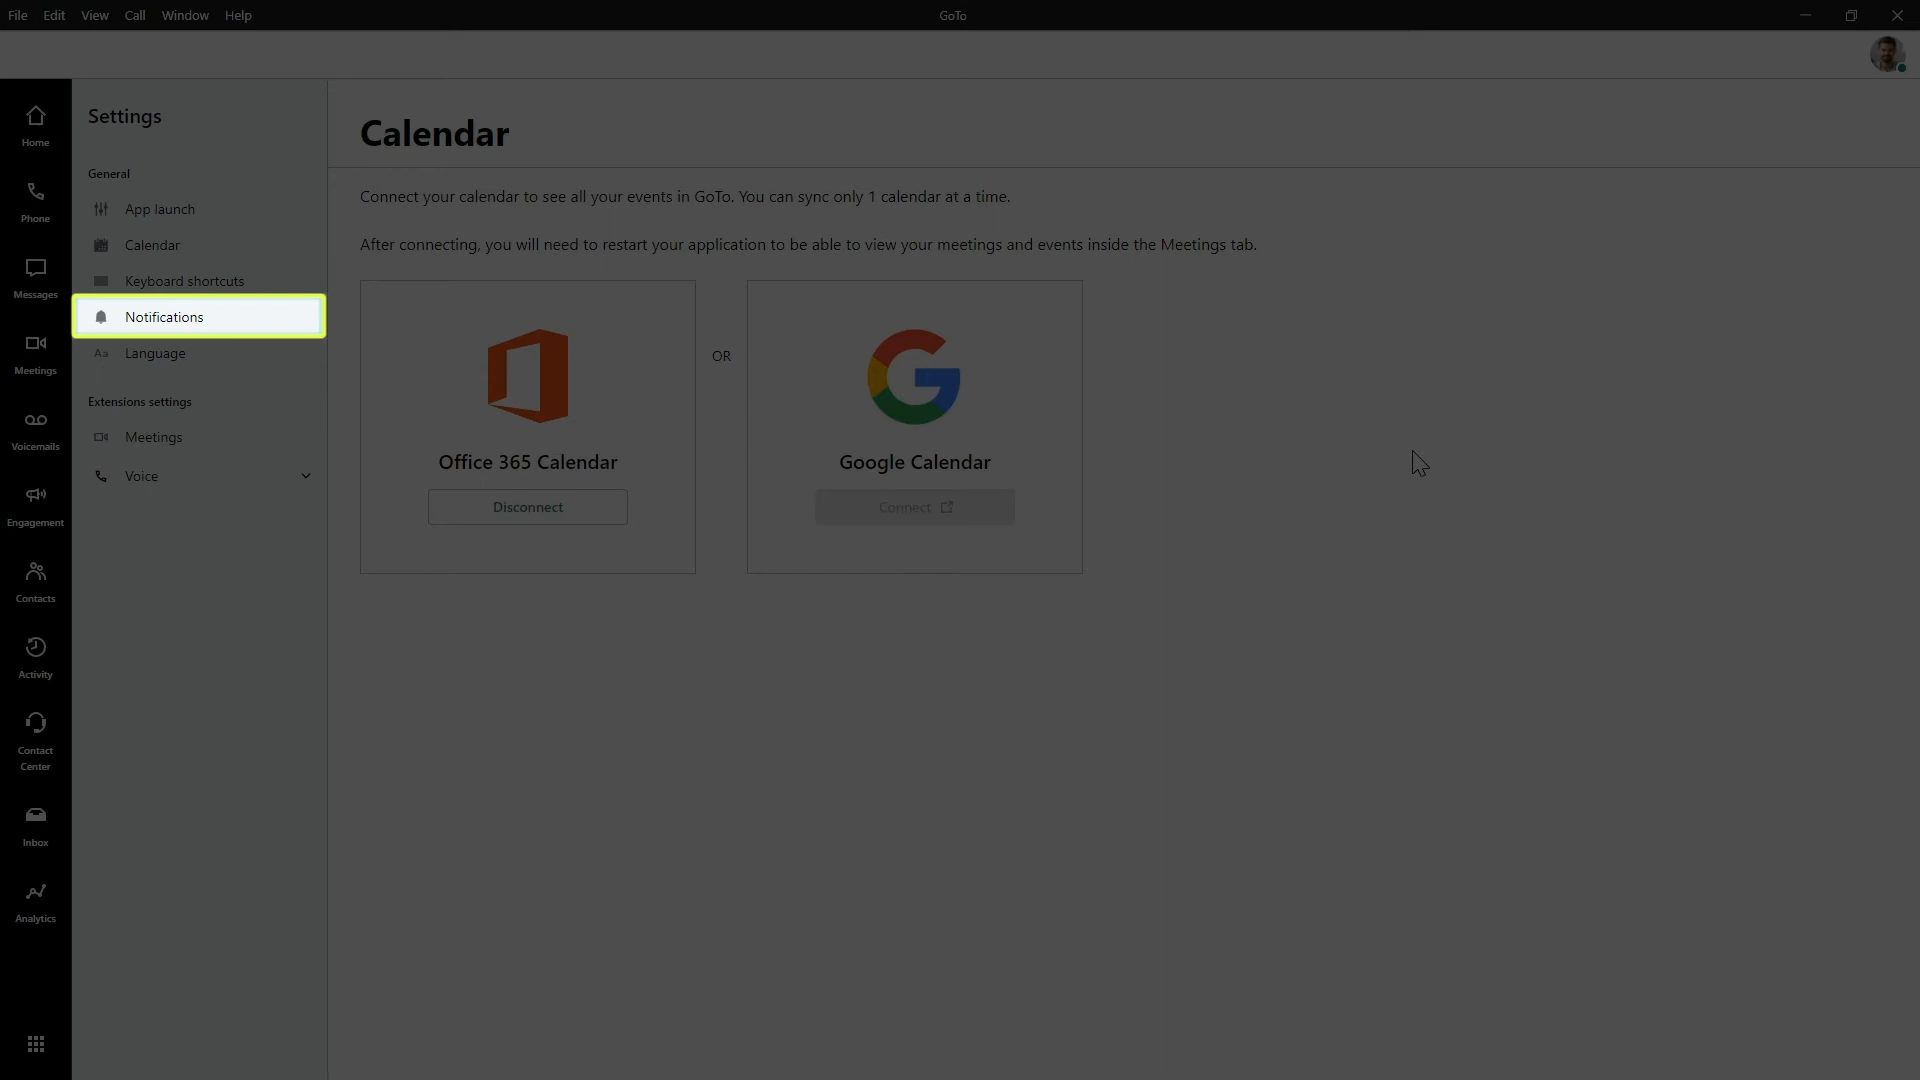 File Edit View Call Window Help
GoTo
Home
Phone
Messages
Meetings
Voicemails
Engagement
Contacts
Activity
Contact
Center
Inbox
Analytics
Settings
General
App launch
Calendar
Keyboard shortcuts
Notifications
Aa Language
Extensions settings
Meetings
Voice
Calendar
Connect your calendar to see all your events in GoTo. You can sync only 1 calendar at a time.
After connecting, you will need to restart your application to be able to view your meetings and events inside the Meetings tab.
Office 365 Calendar
Disconnect
OR
Google Calendar
Connect